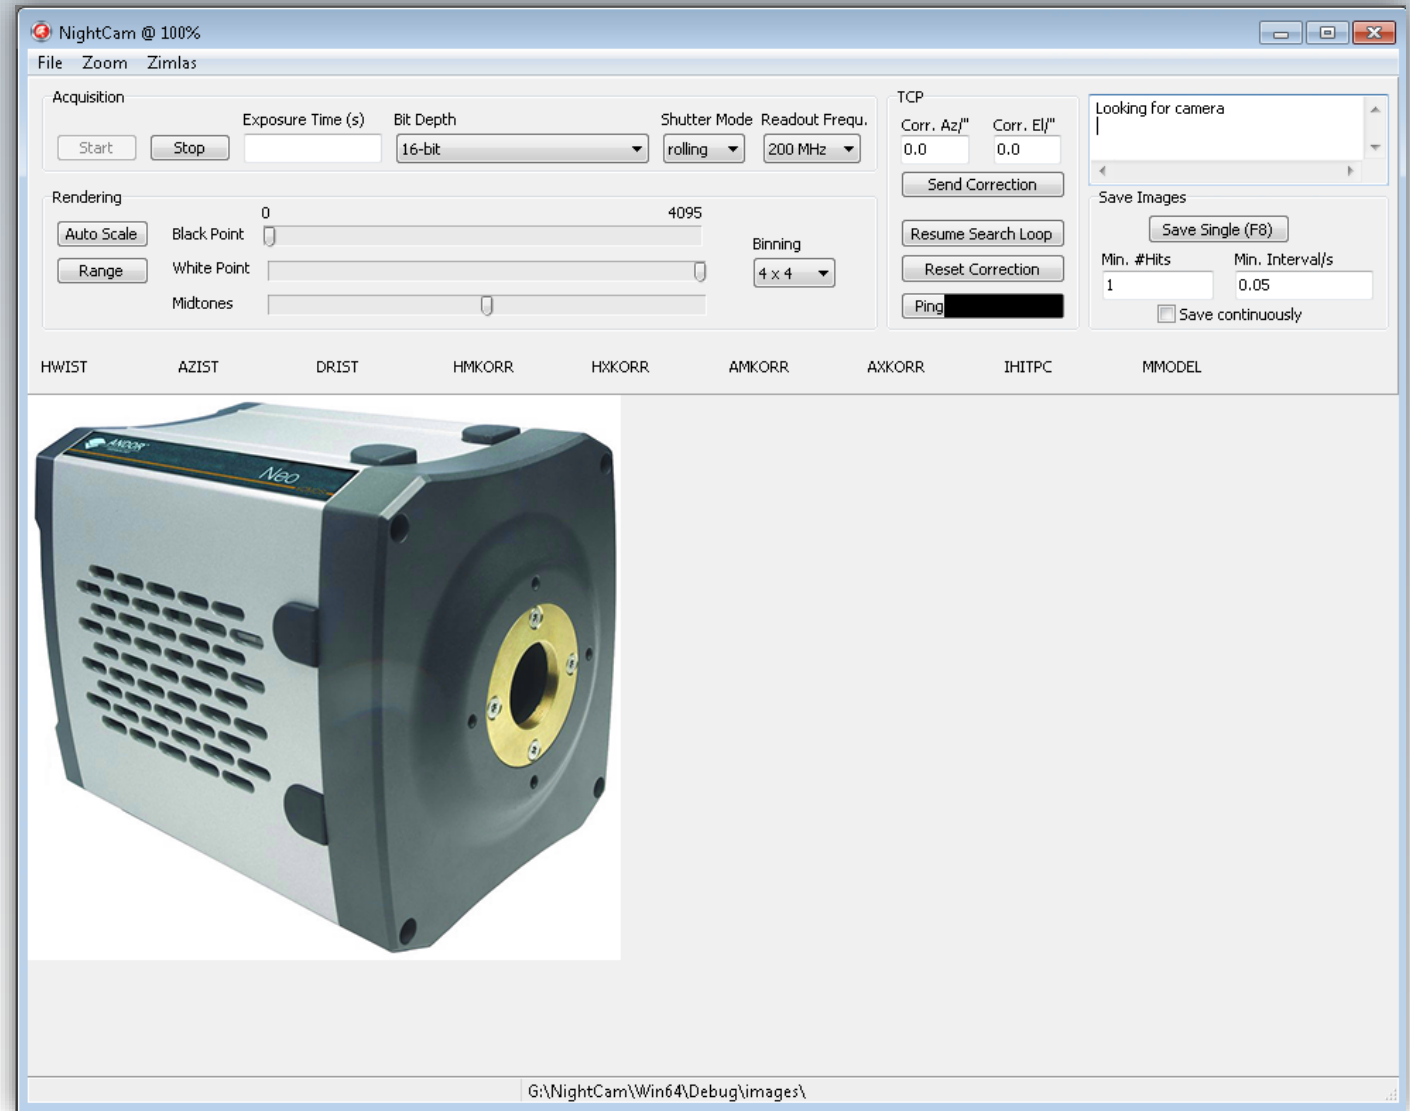 NightCam @ 100%
File Zoom Zimlas
Acquisition
Exposure Time (s) Bit Depth Shutter Mode Readout Frequ.
Start Stop 16-bit rolling 200 MHz
Rendering
0 4095
Auto Scale Black Point
Binning
Range White Point 4 x 4
Midtones
TCP
Corr. Az/" Corr. El/"
0.0 0.0
Send Correction
Resume Search Loop
Reset Correction
Ping
Looking for camera
Save Images
Save Single (F8)
Min. #Hits Min. Interval/s
1 0.05
Save continuously
HWIST AZIST DRIST HMKORR HXKORR AMKORR AXKORR IHITPC MMODEL
ANDOR
Neo
G:\NightCam\Win64\Debug\images\